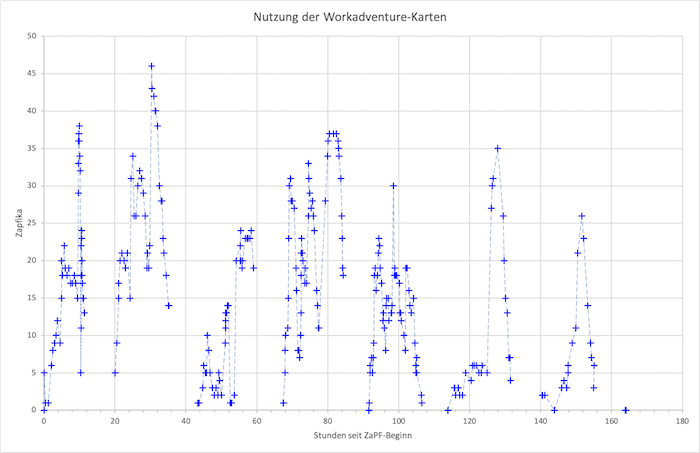 Nutzung der Workadventure-Karten
50
45
40
35
30
25
20
15
10
5
0
Zapfika
0 20 40 60 80 100 120 140 160 180
Stunden seit ZaPF-Beginn